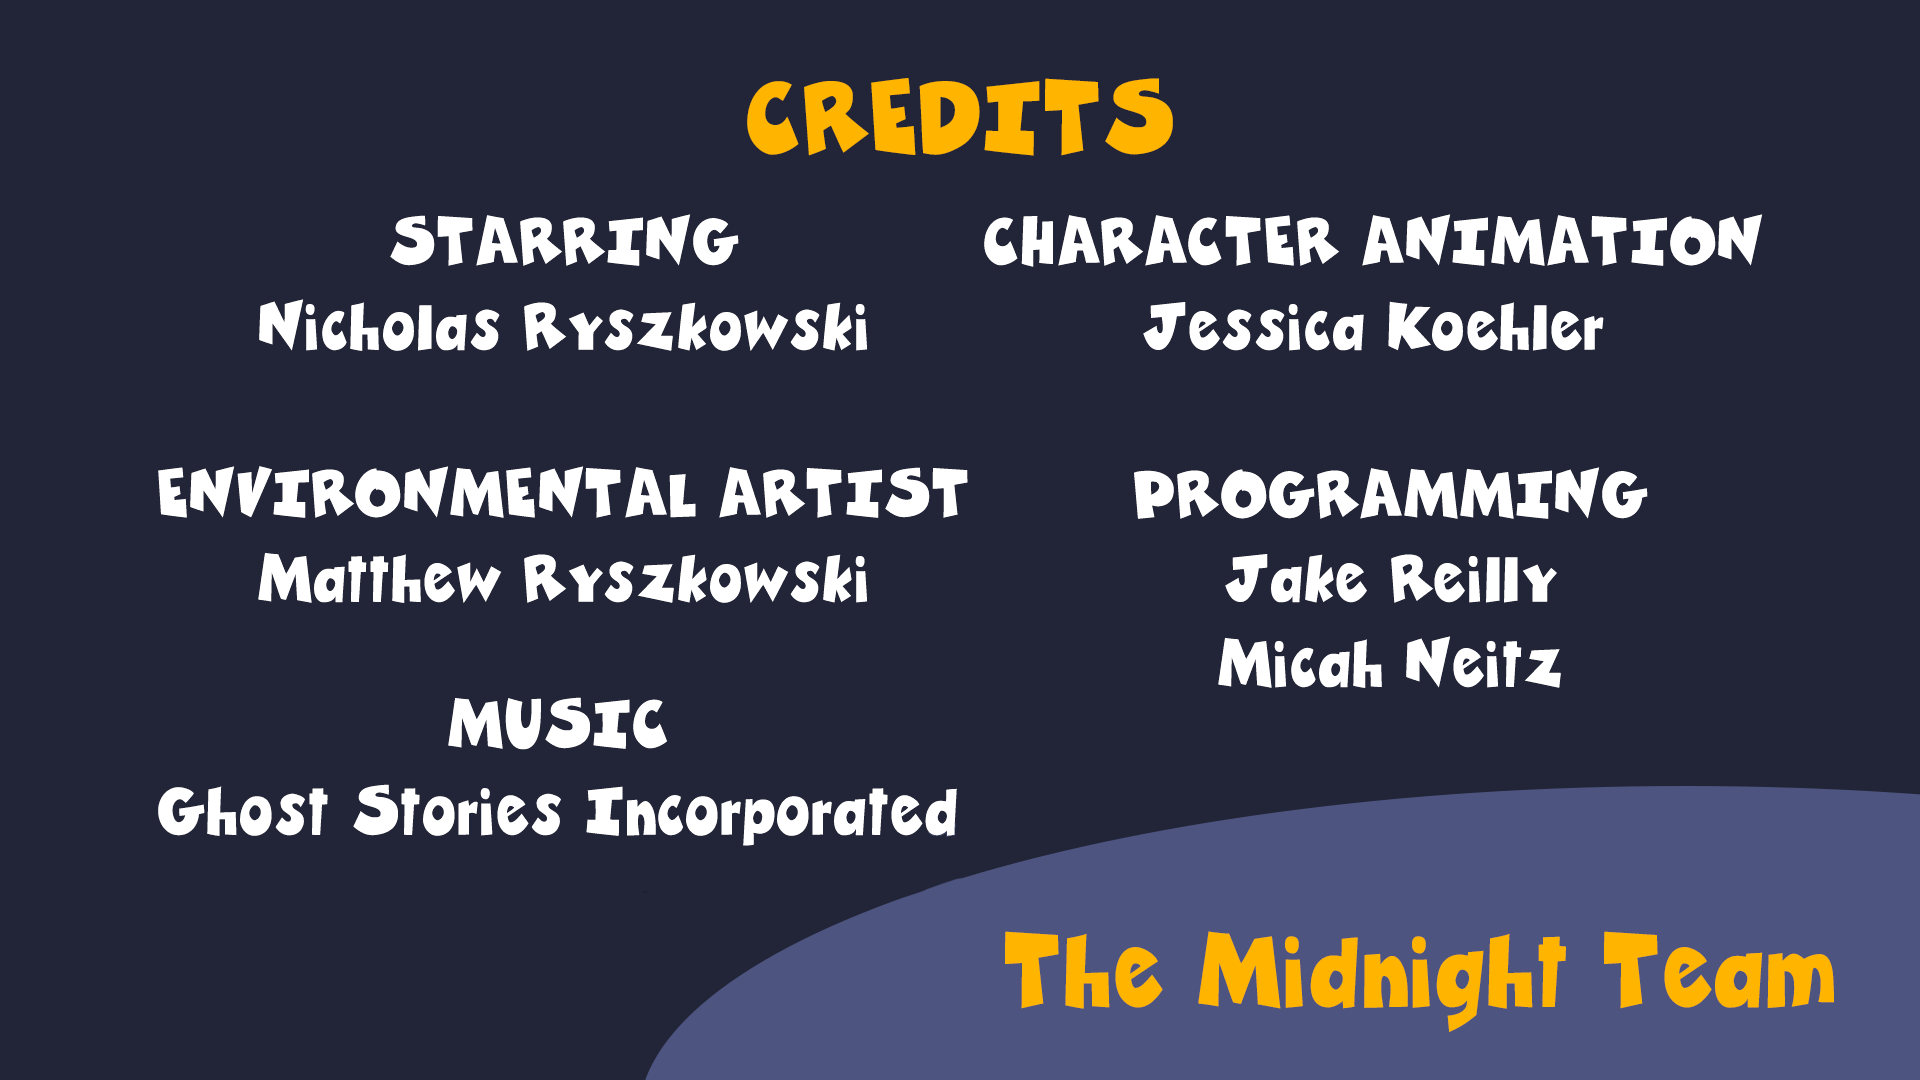 CREDITS
STARRING
Nicholas Ryszkowski
CHARACTER ANIMATION
Jessica Koehler
ENVIRONMENTAL ARTIST
Matthew Ryszkowski
PROGRAMMING
Jake Reilly
Micah Neitz
MUSIC
Ghost Stories Incorporated
The Midnight Team